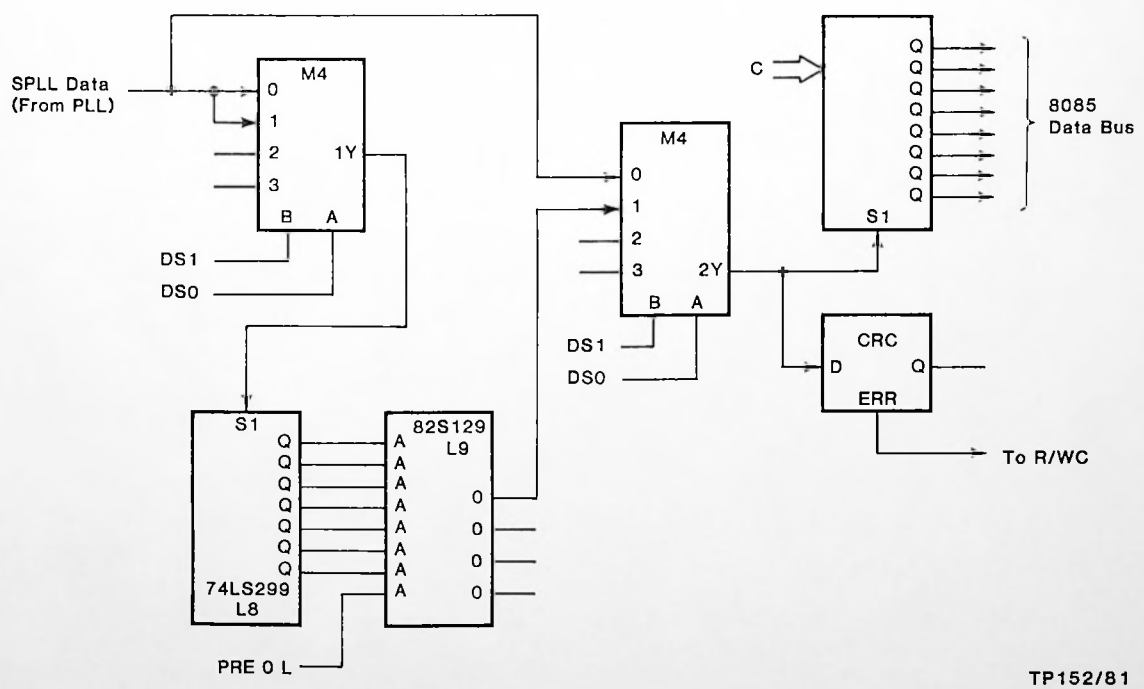 SPLL Data
(From PLL)
M4
0
1
2
3
1Y
B A
DS1
DS0
M4
0
1
2
3
2Y
B A
DS1
DS0
C
Q
Q
Q
Q
Q
Q
Q
Q
S1
8085
Data Bus
CRC
D Q
ERR
To R/WC
S1
Q
Q
Q
Q
Q
Q
Q
74LS299
L8
82S129
L9
A
A
A
A
A
A
A
A
0
0
0
0
PRE 0 L
TP152/81